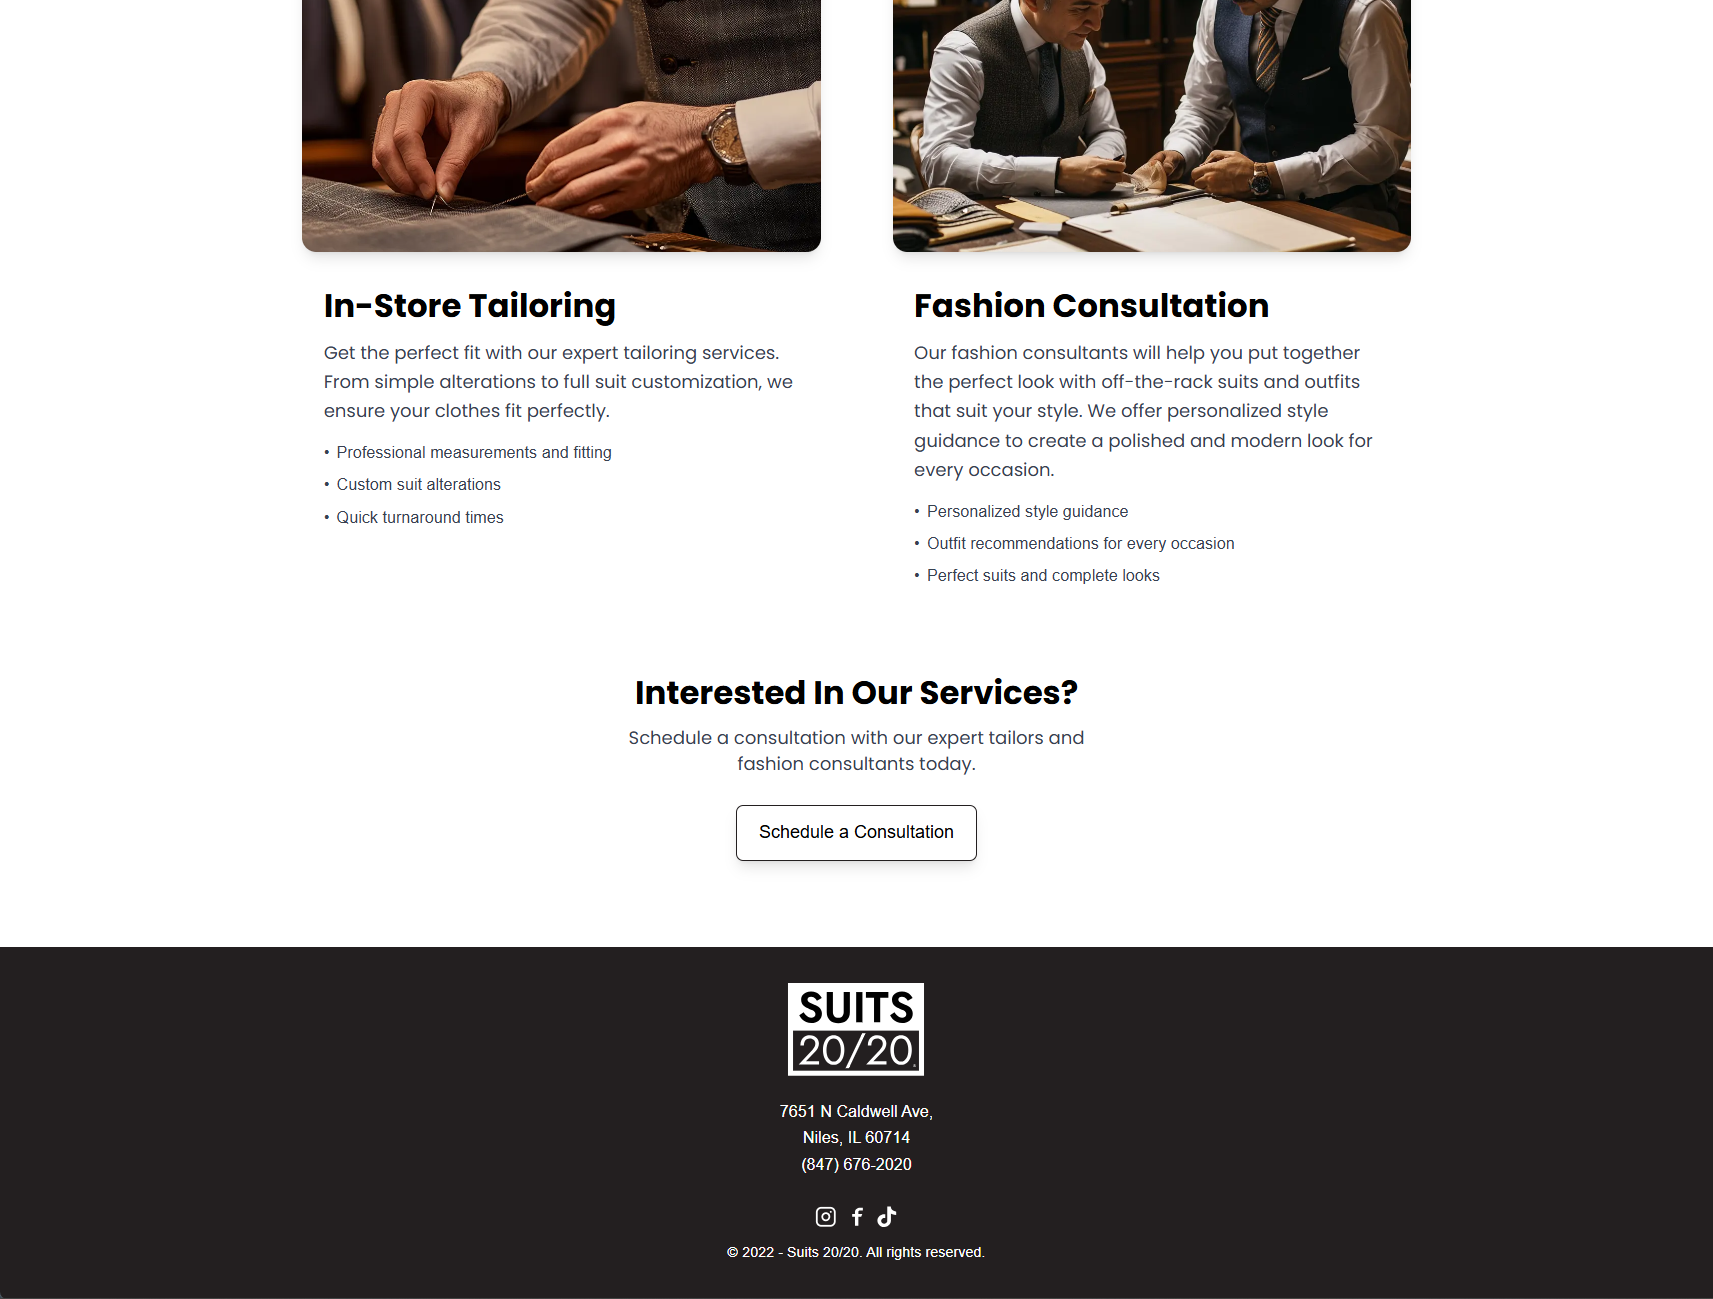 In-Store Tailoring
Get the perfect fit with our expert tailoring services.
From simple alterations to full suit customization, we
ensure your clothes fit perfectly.
• Professional measurements and fitting
• Custom suit alterations
• Quick turnaround times
Fashion Consultation
Our fashion consultants will help you put together
the perfect look with off-the-rack suits and outfits
that suit your style. We offer personalized style
guidance to create a polished and modern look for
every occasion.
• Personalized style guidance
• Outfit recommendations for every occasion
• Perfect suits and complete looks
Interested In Our Services?
Schedule a consultation with our expert tailors and
fashion consultants today.
Schedule a Consultation
SUITS
20/20
7651 N Caldwell Ave,
Niles, IL 60714
(847) 676-2020
© 2022 - Suits 20/20. All rights reserved.